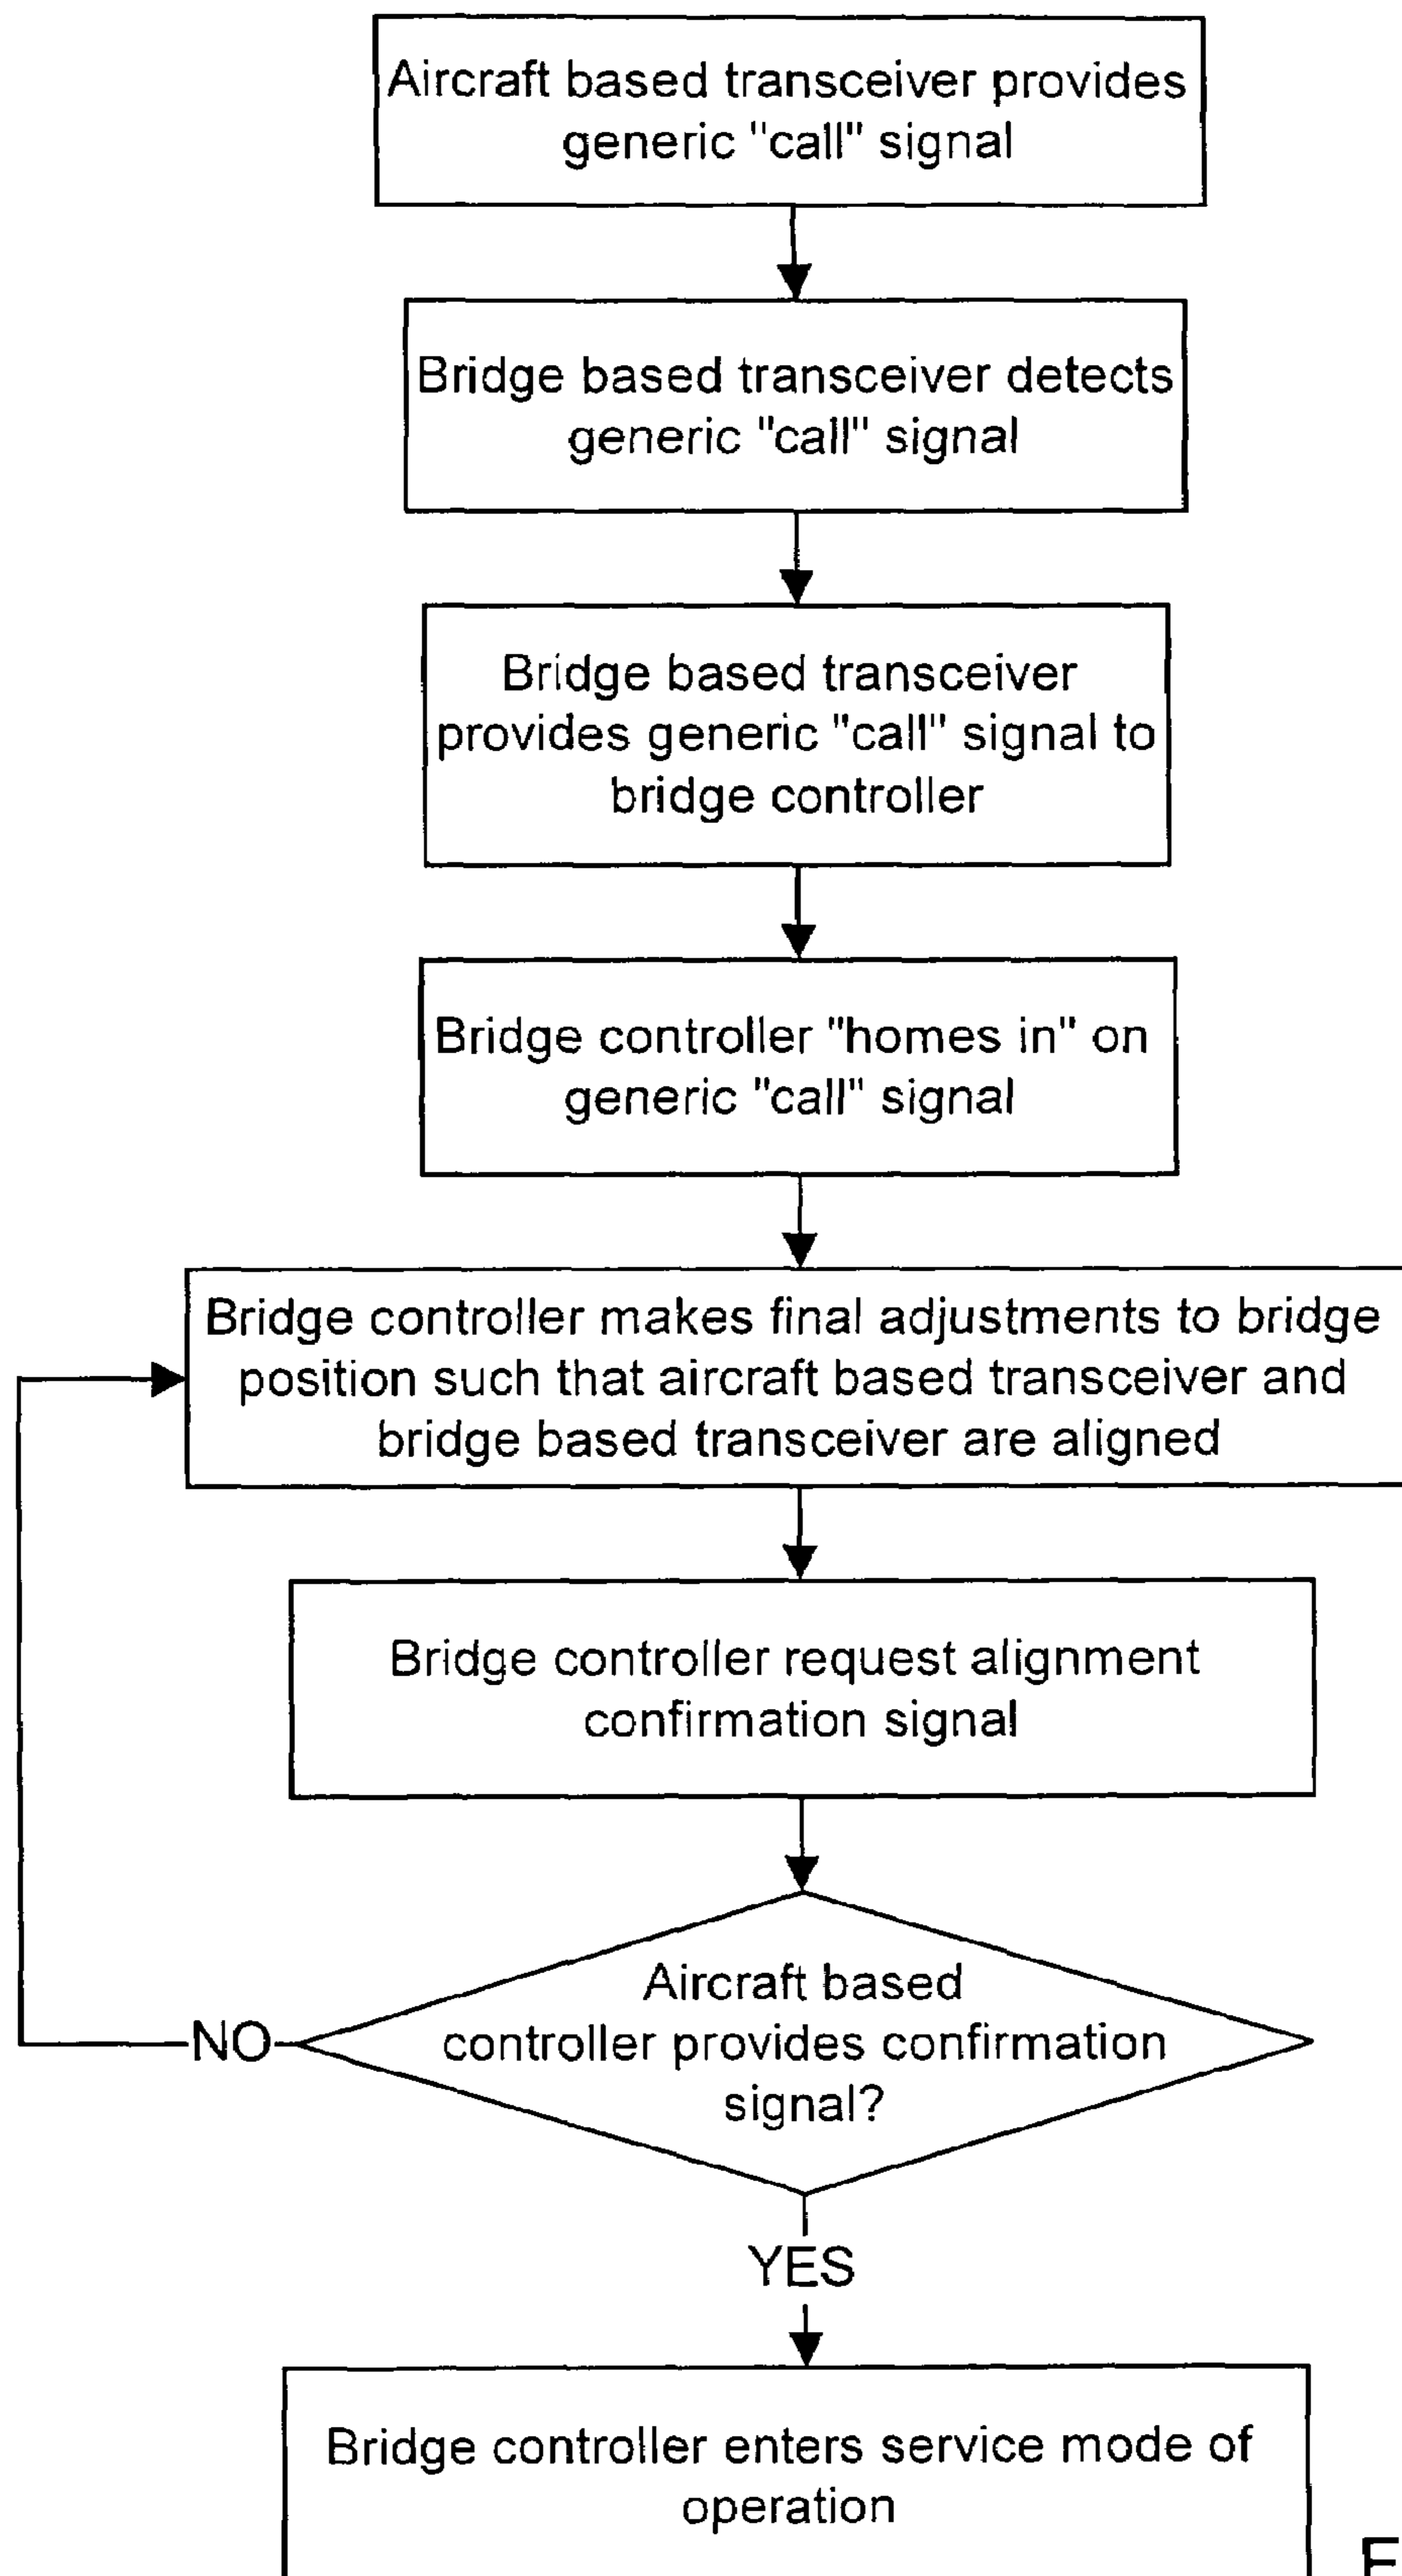 Aircraft based transceiver provides
generic "call" signal
Bridge based transceiver detects
generic "call" signal
Bridge based transceiver
provides generic "call" signal to
bridge controller
Bridge controller "homes in" on
generic "call" signal
Bridge controller makes final adjustments to bridge
position such that aircraft based transceiver and
bridge based transceiver are aligned
Bridge controller request alignment
confirmation signal
Aircraft based
controller provides confirmation
signal?
NO
YES
Bridge controller enters service mode of
operation